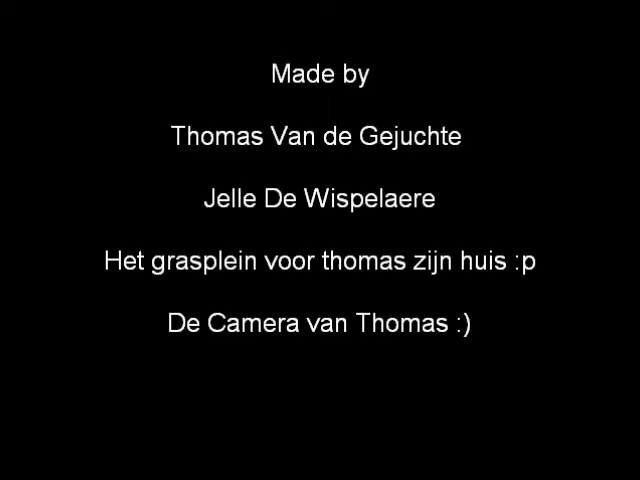 Made by
Thomas Van de Gejuchte
Jelle De Wispelaere
Het grasplein voor thomas zijn huis :p
De Camera van Thomas :)